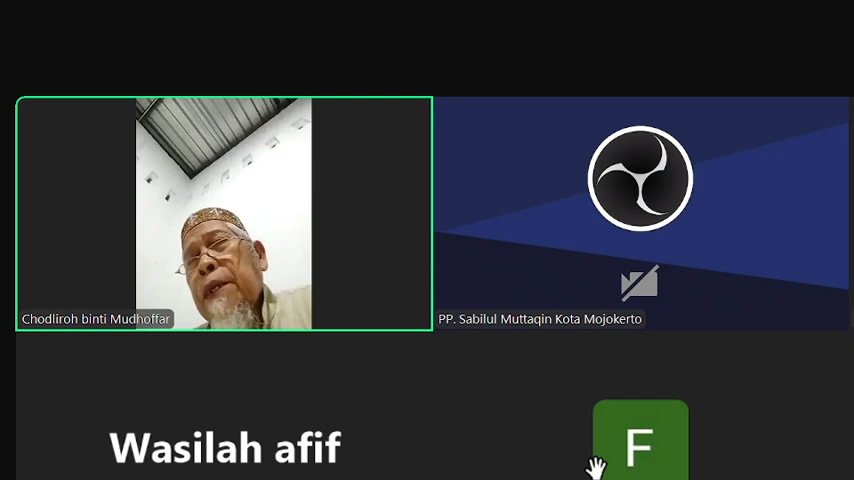 Chodliroh binti Mudhoffar
PP. Sabilul Muttaqin Kota Mojokerto
Wasilah afif
F